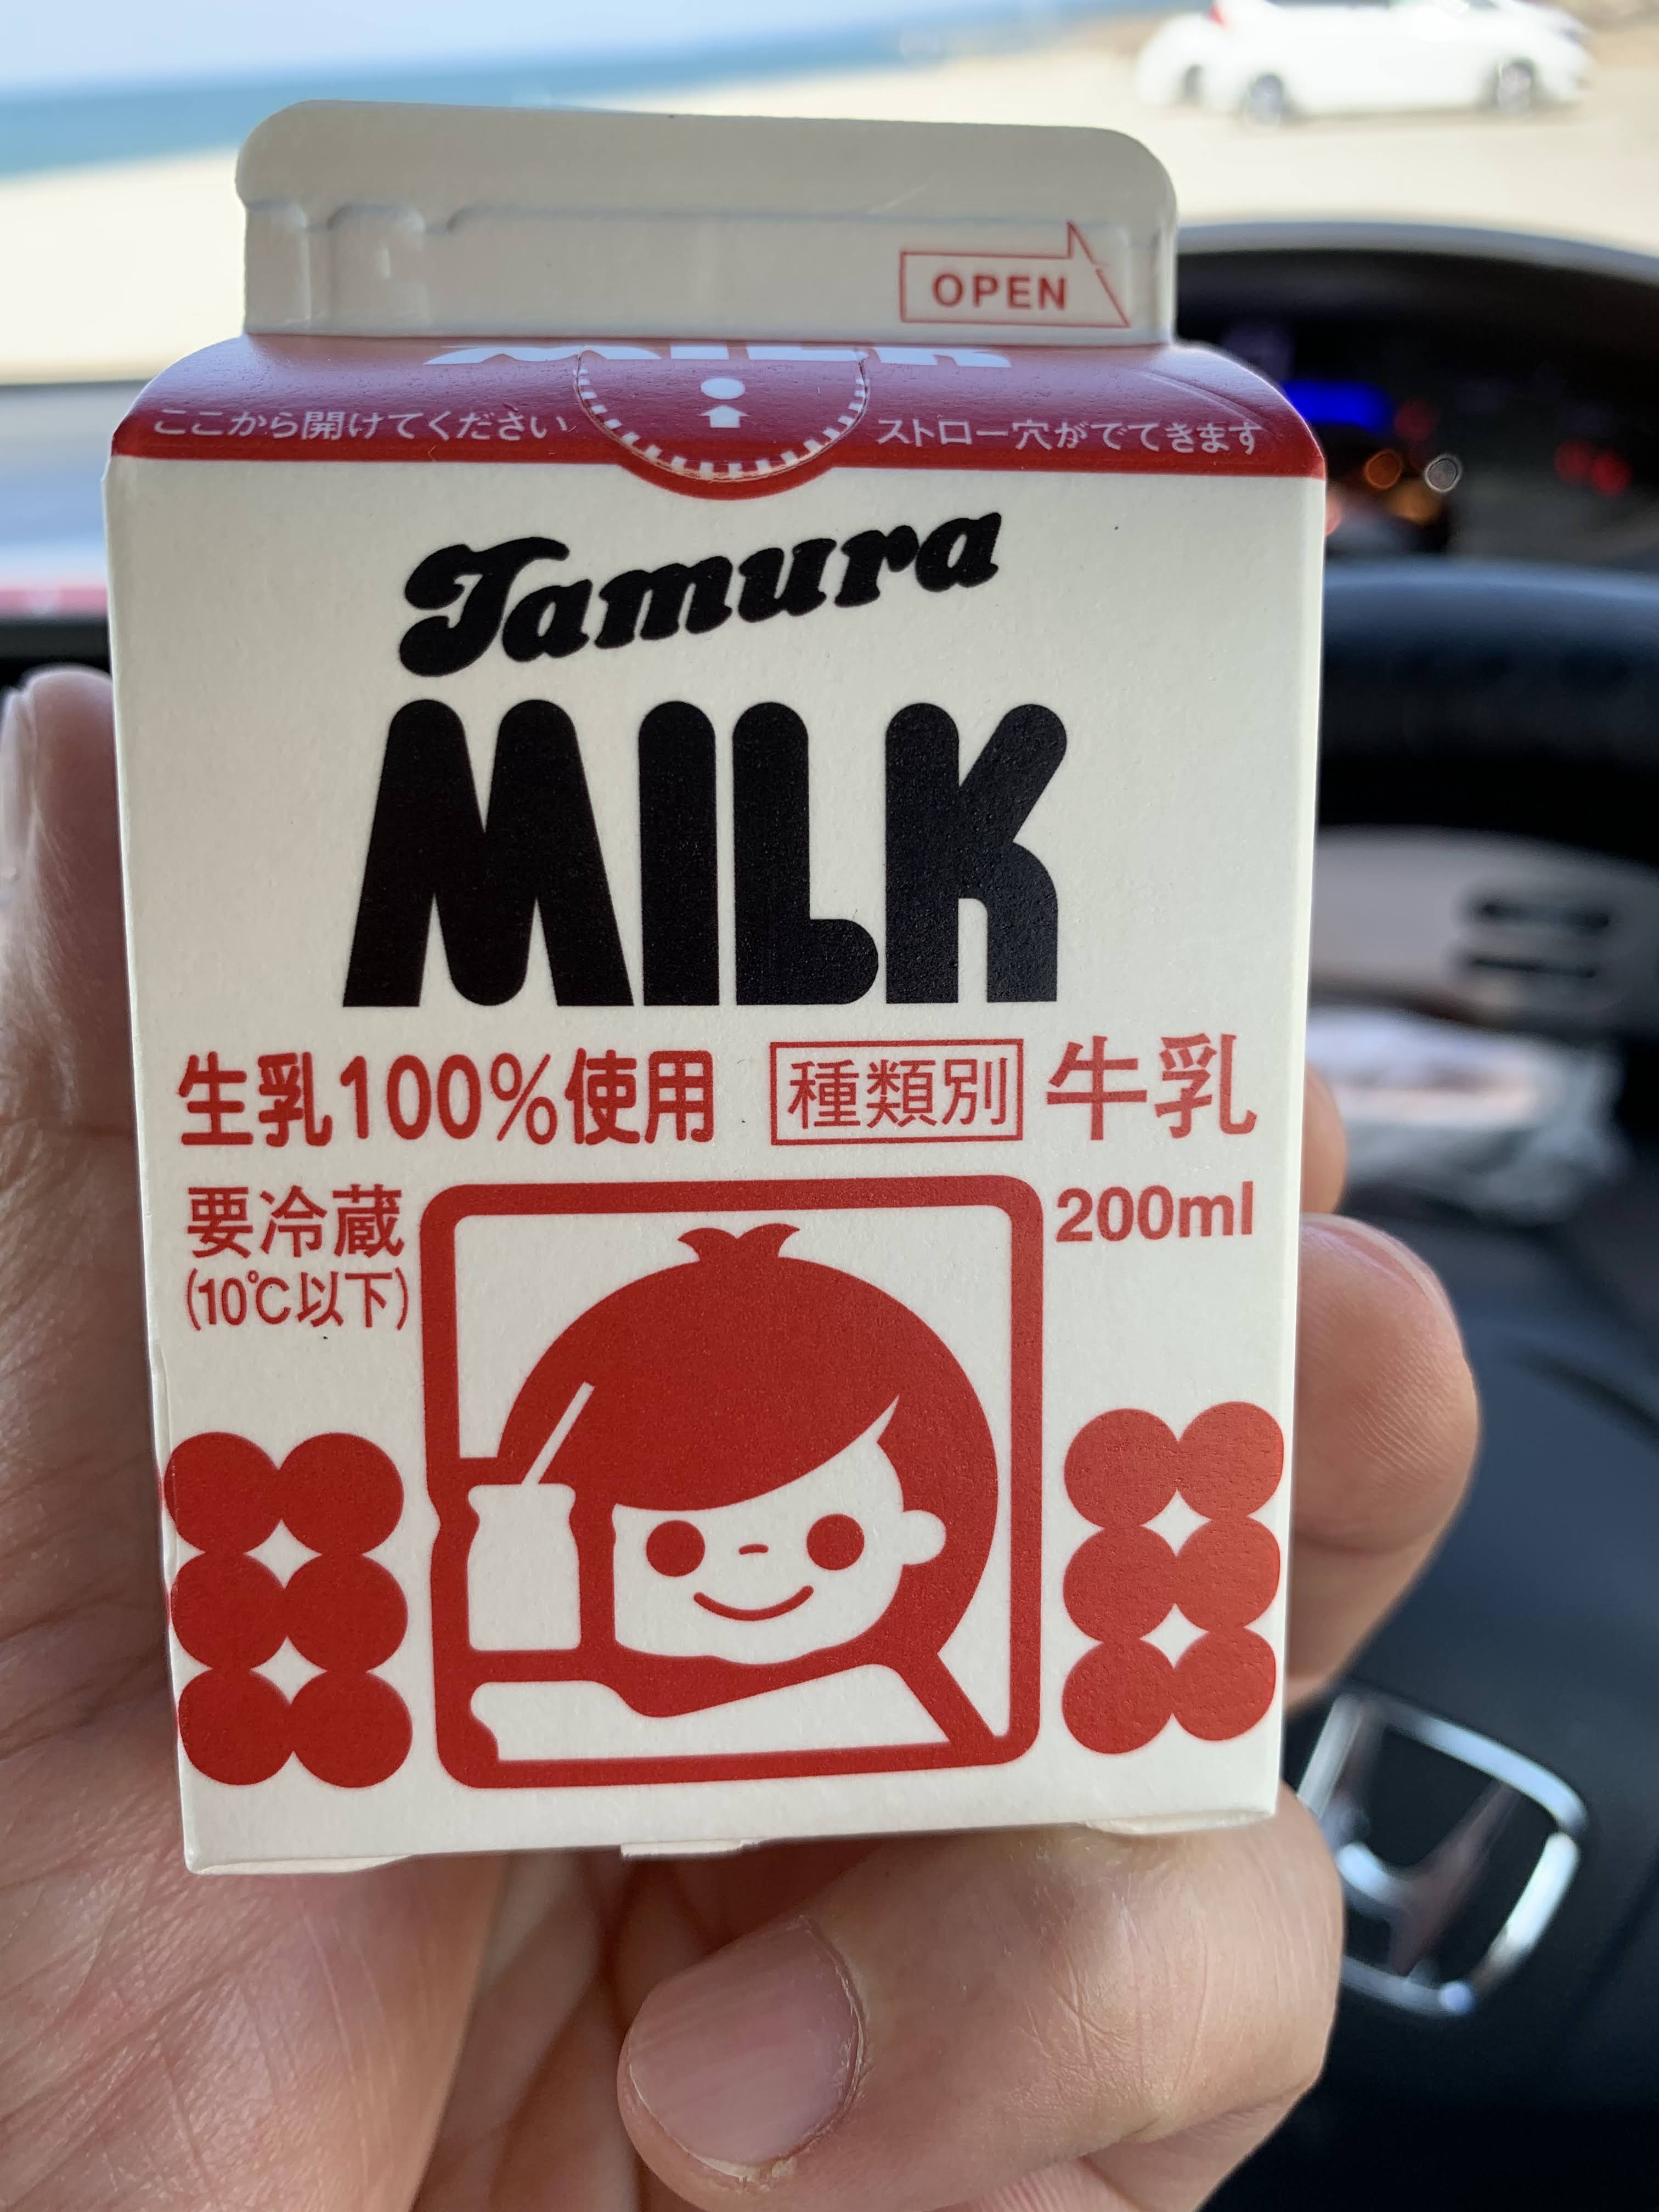 OPEN
MILK
ここから開けてください
ストロー穴がでてきます
Tamura
MILK
生乳100%使用 種類別 牛乳
要冷蔵
(10℃以下)
200ml